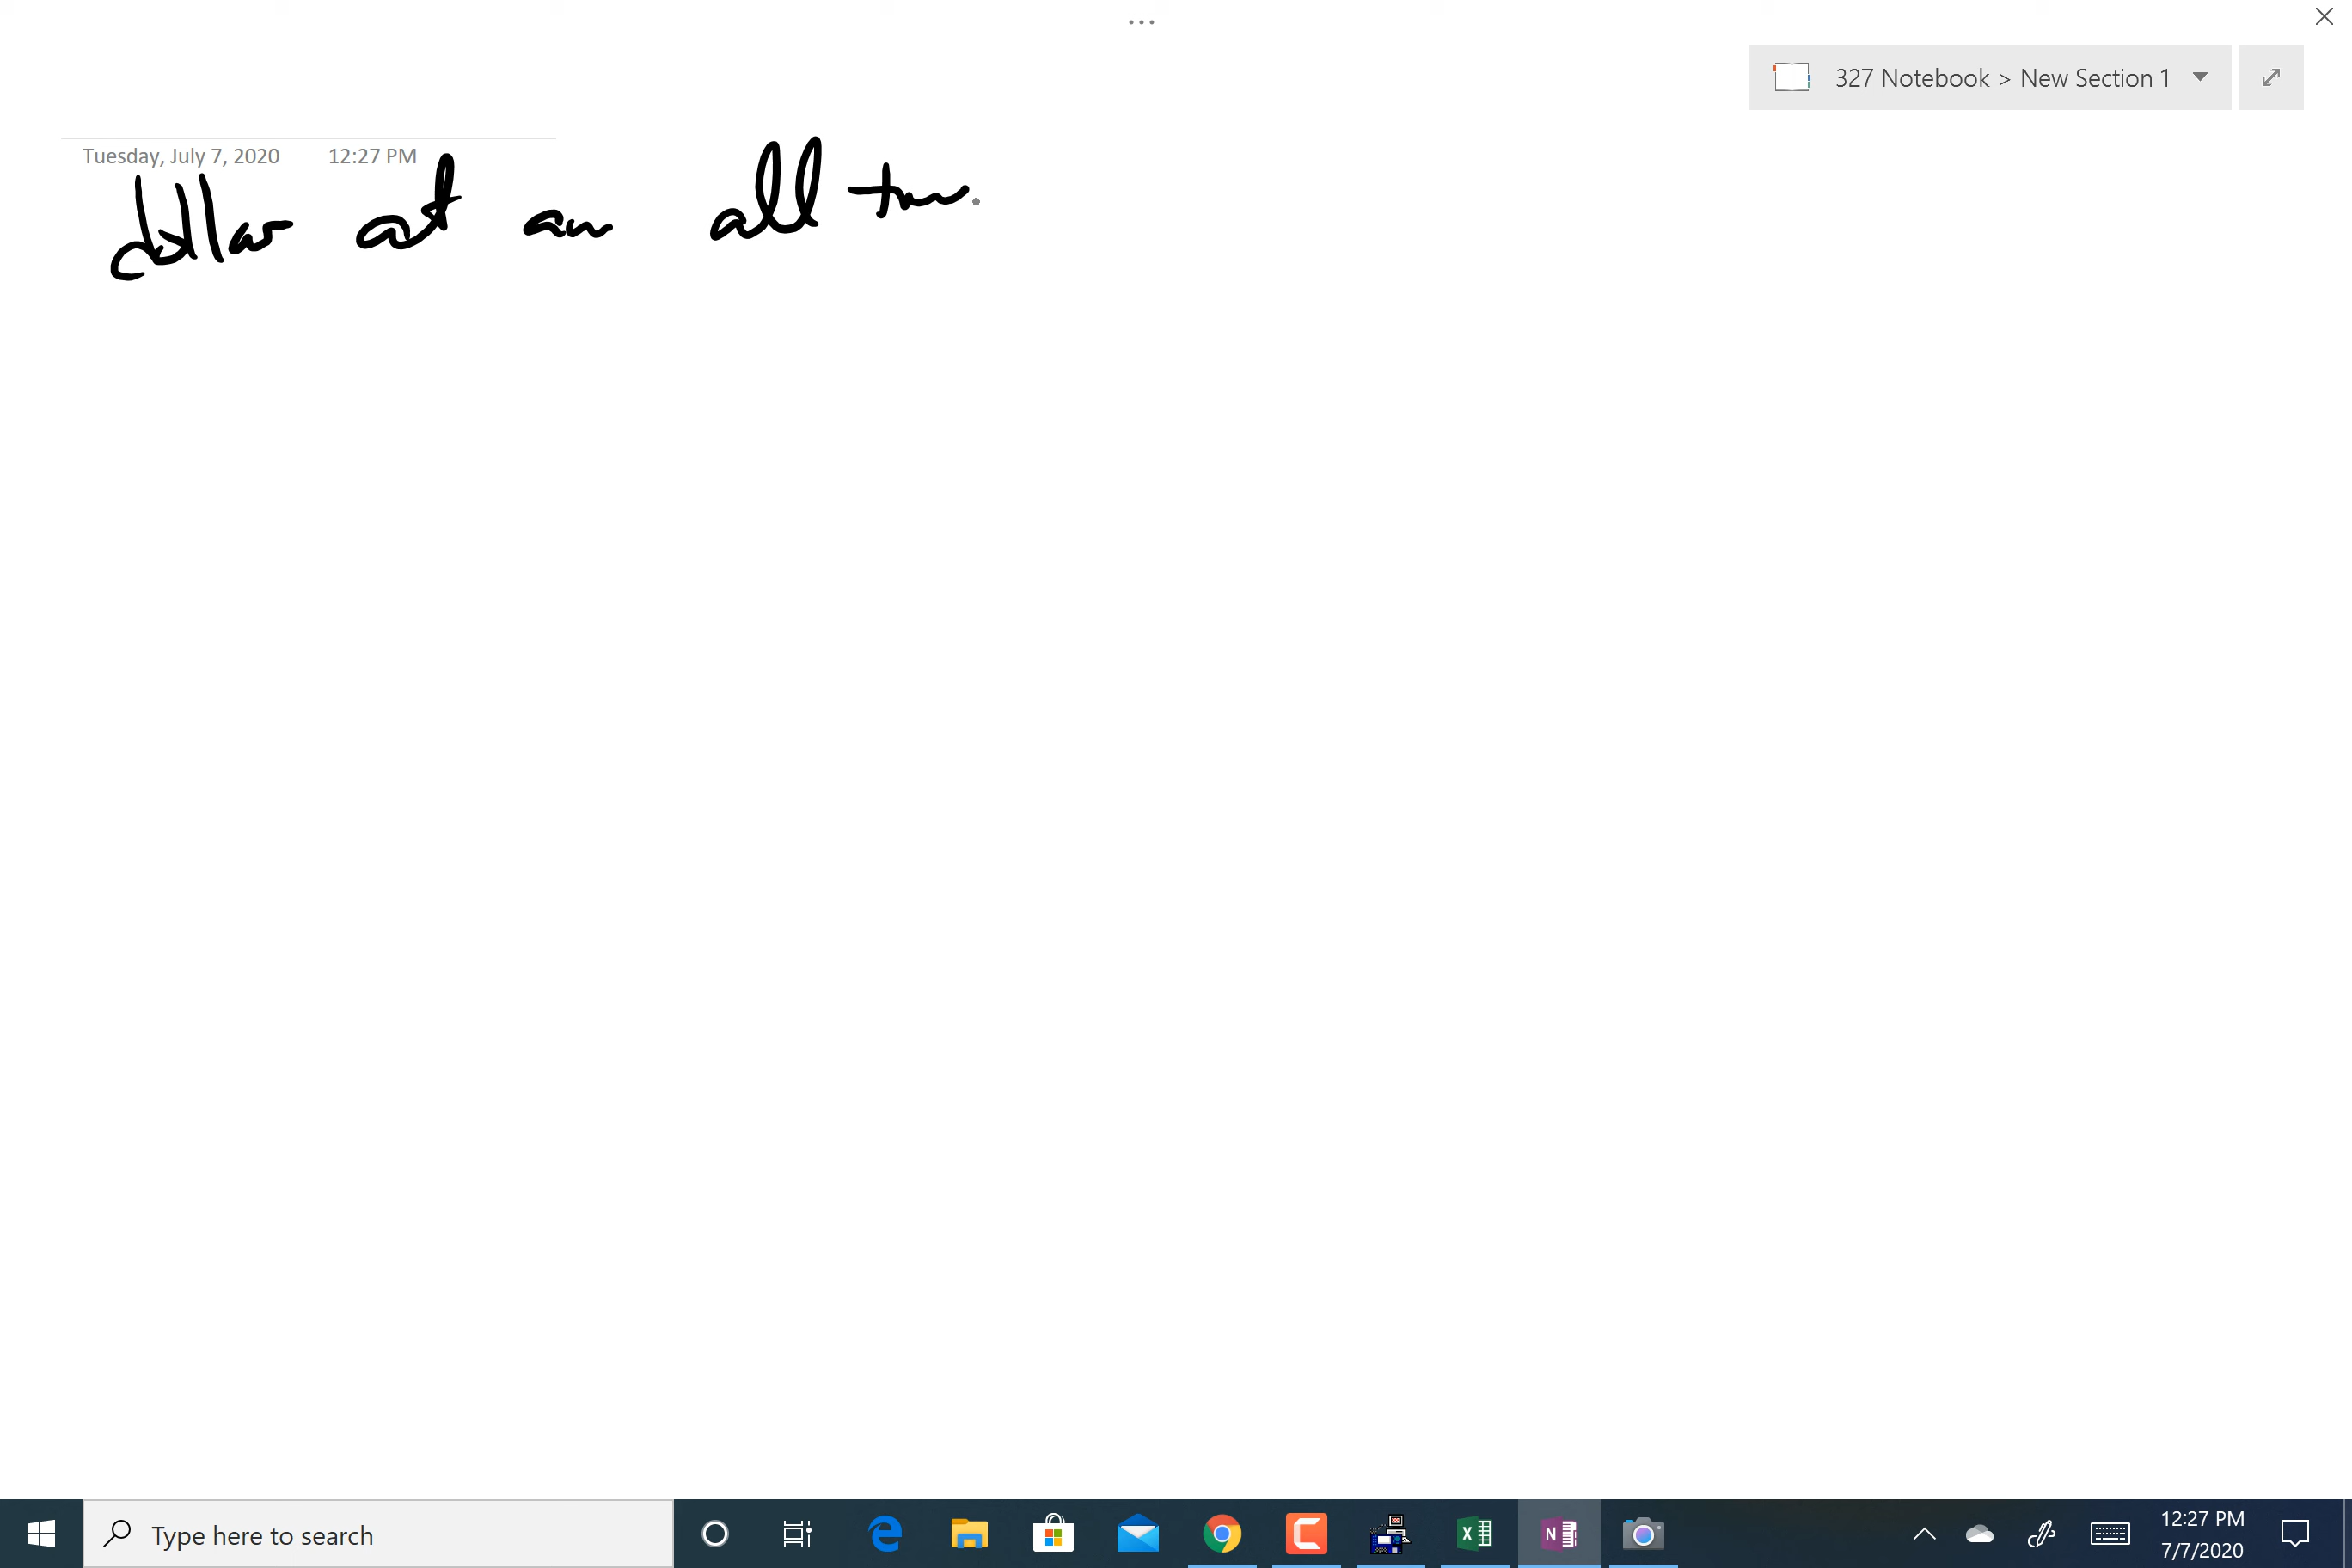 327 Notebook > New Section 1
Tuesday, July 7, 2020 12:27 PM
dollar at an all
Type here to search
12:27 PM
7/7/2020